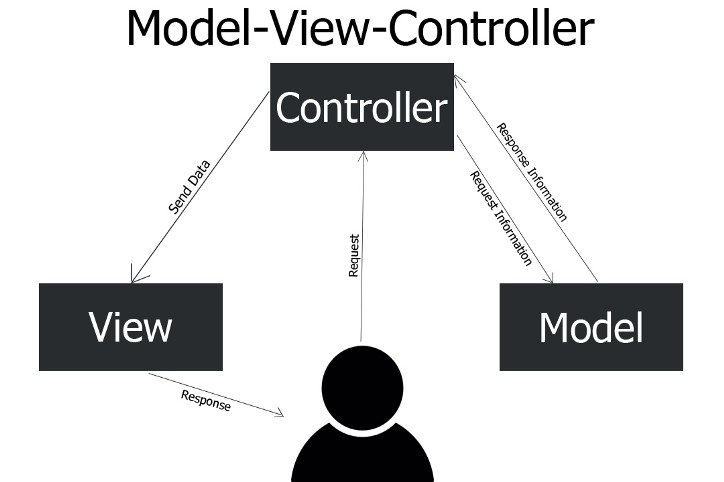 Model-View-Controller
Controller
Send Data
Request
Request Information
Response Information
View
Model
Response